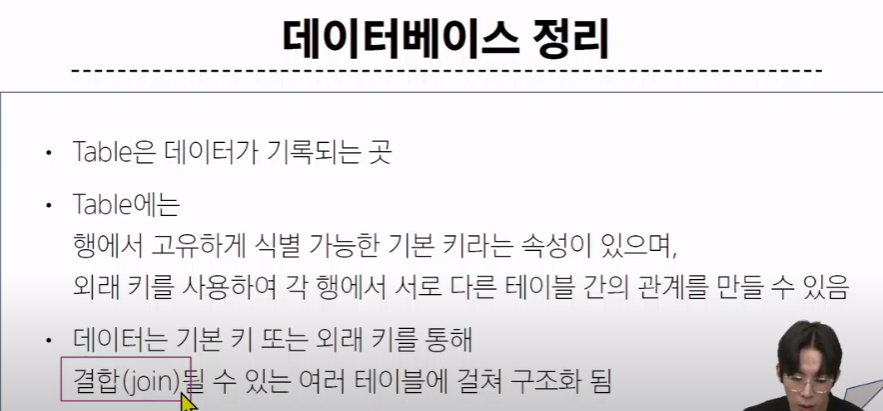 데이터베이스 정리
• Table은 데이터가 기록되는 곳
• Table에는
행에서 고유하게 식별 가능한 기본 키라는 속성이 있으며,
외래 키를 사용하여 각 행에서 서로 다른 테이블 간의 관계를 만들 수 있음
• 데이터는 기본 키 또는 외래 키를 통해
결합(join)될 수 있는 여러 테이블에 걸쳐 구조화 됨